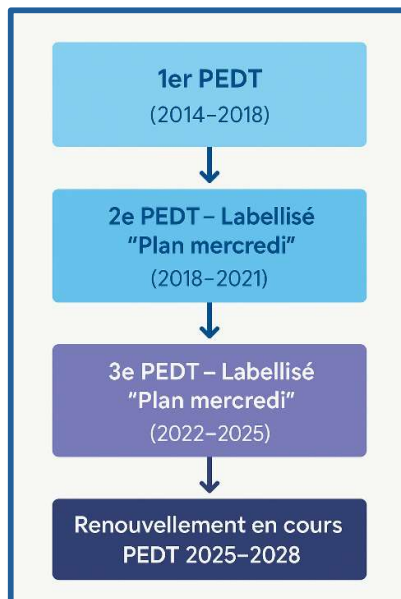 1er PEDT
(2014–2018)
2e PEDT – Labellisé
“Plan mercredi”
(2018–2021)
3e PEDT – Labellisé
“Plan mercredi”
(2022–2025)
Renouvellement en cours
PEDT 2025–2028